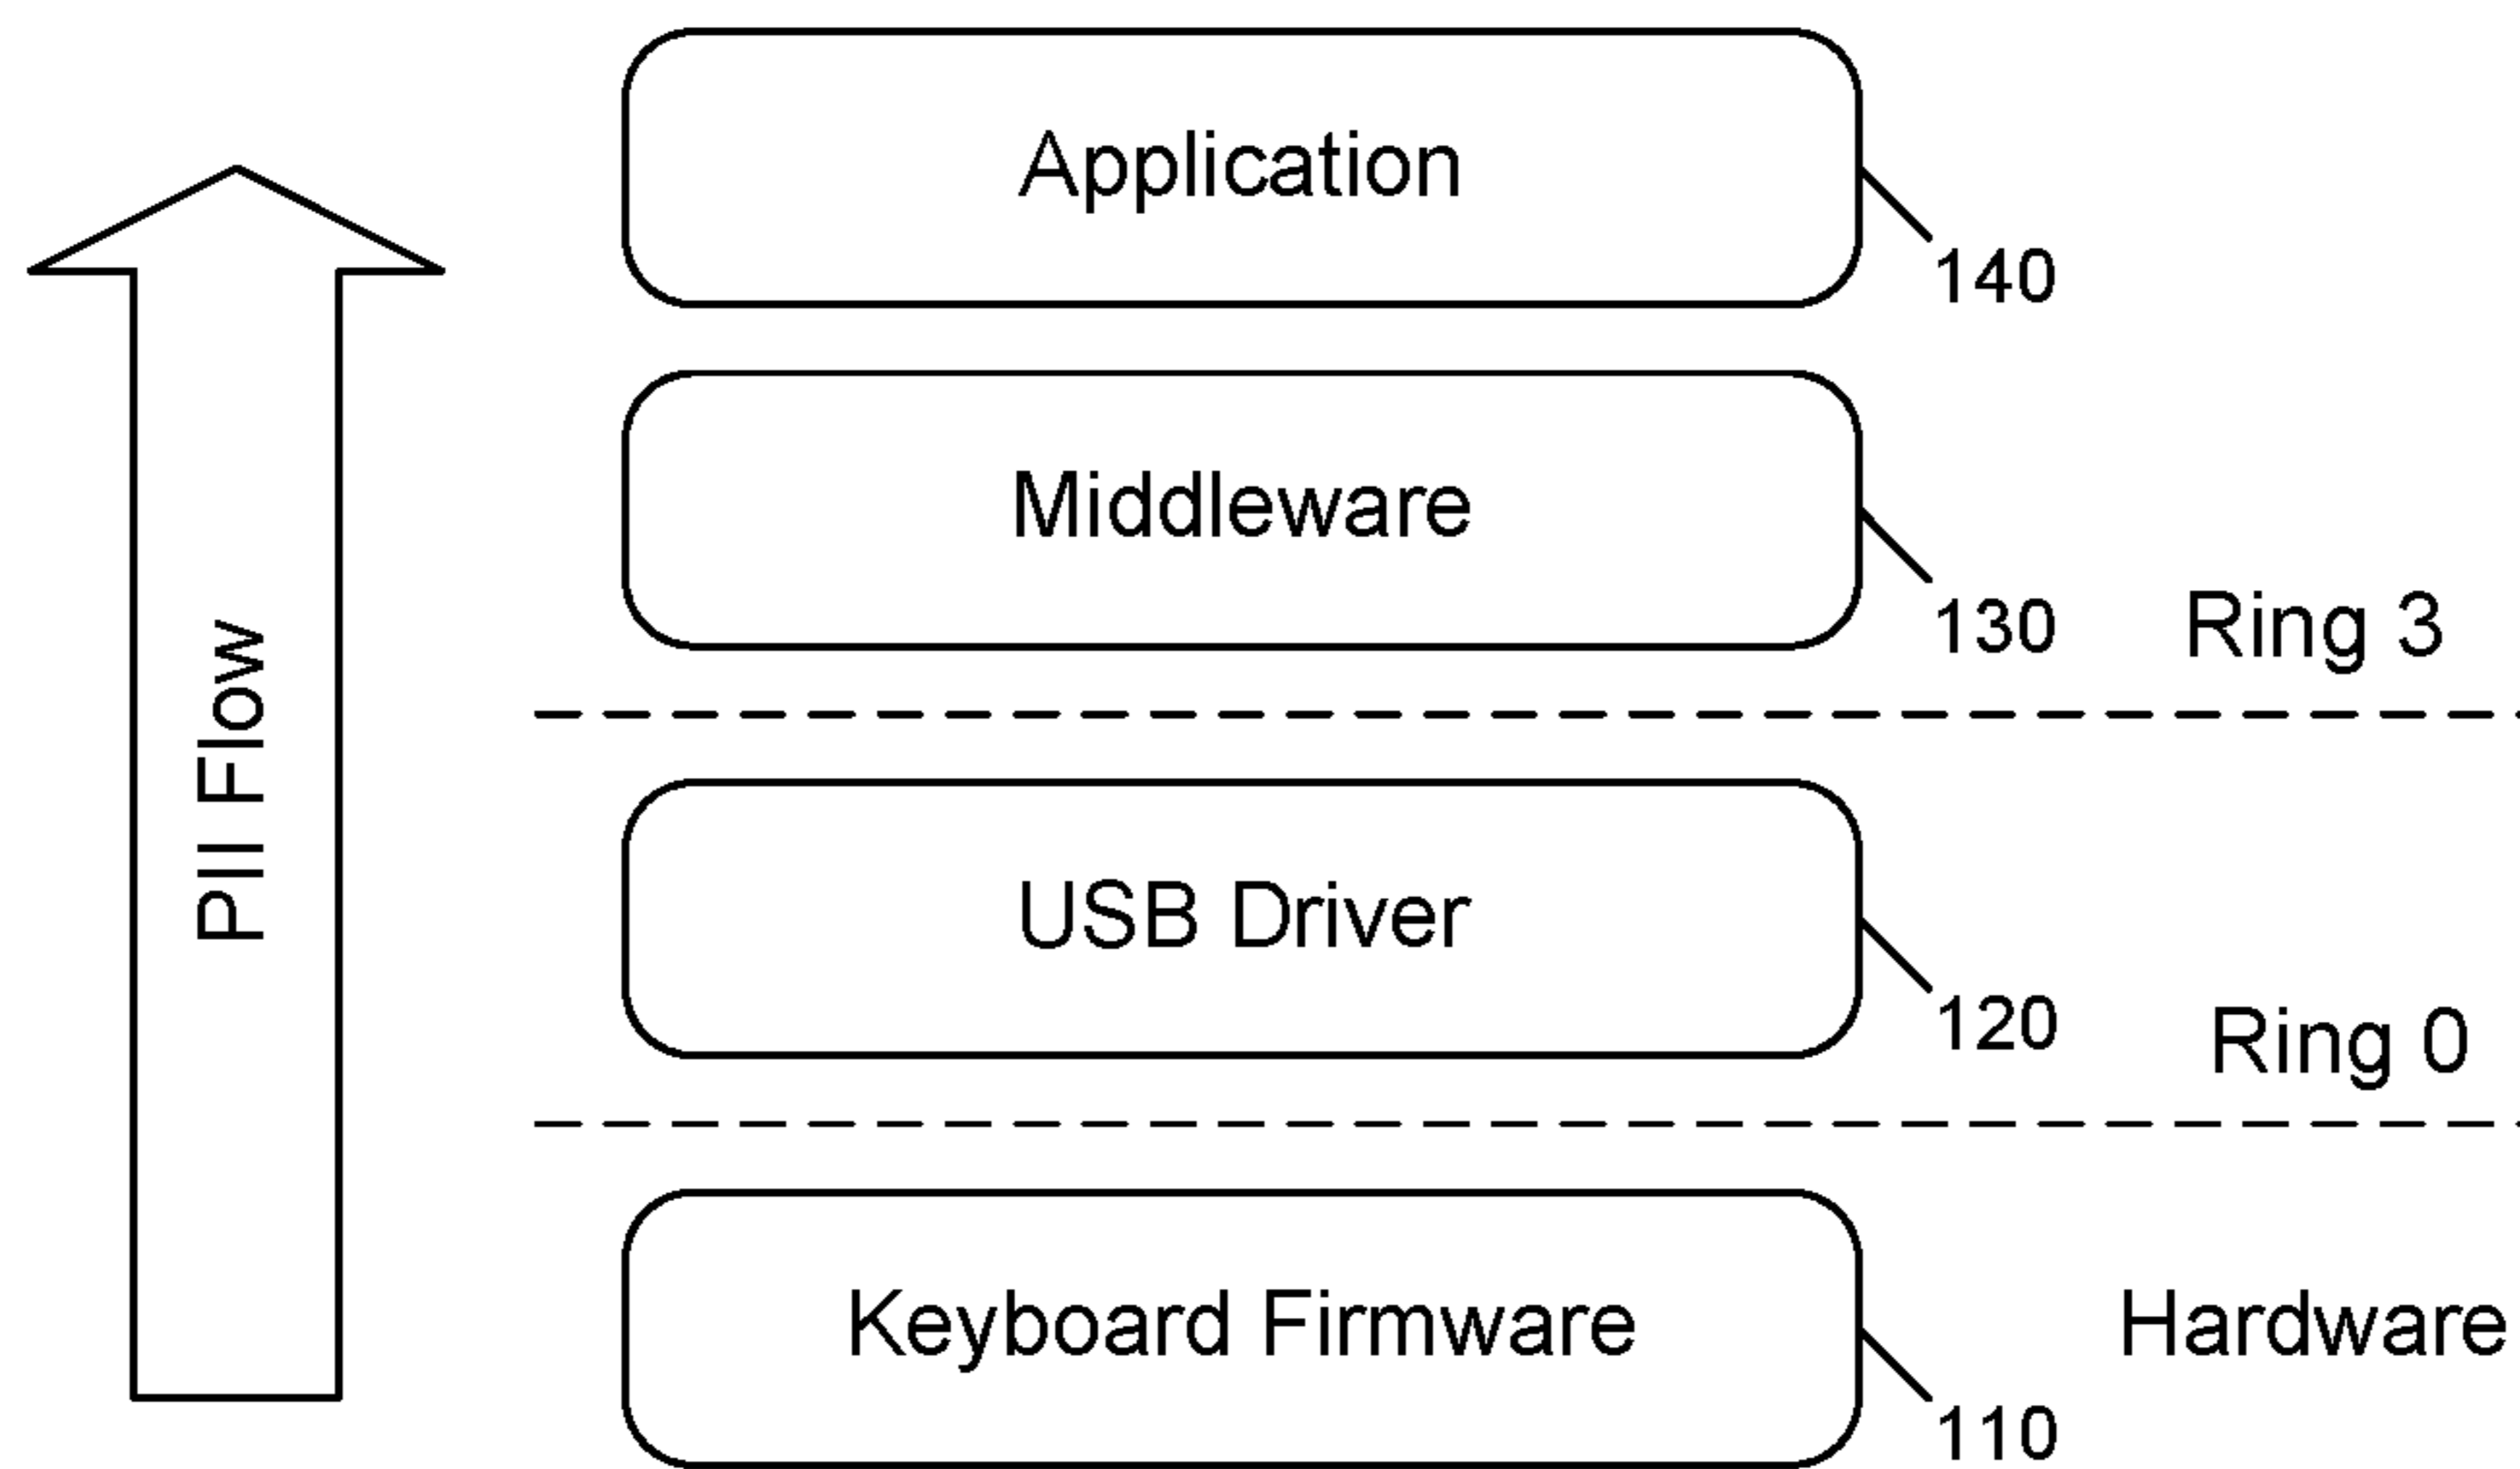 Application
140
Middleware
130
Ring 3
PII Flow
USB Driver
120
Ring 0
Keyboard Firmware
Hardware
110